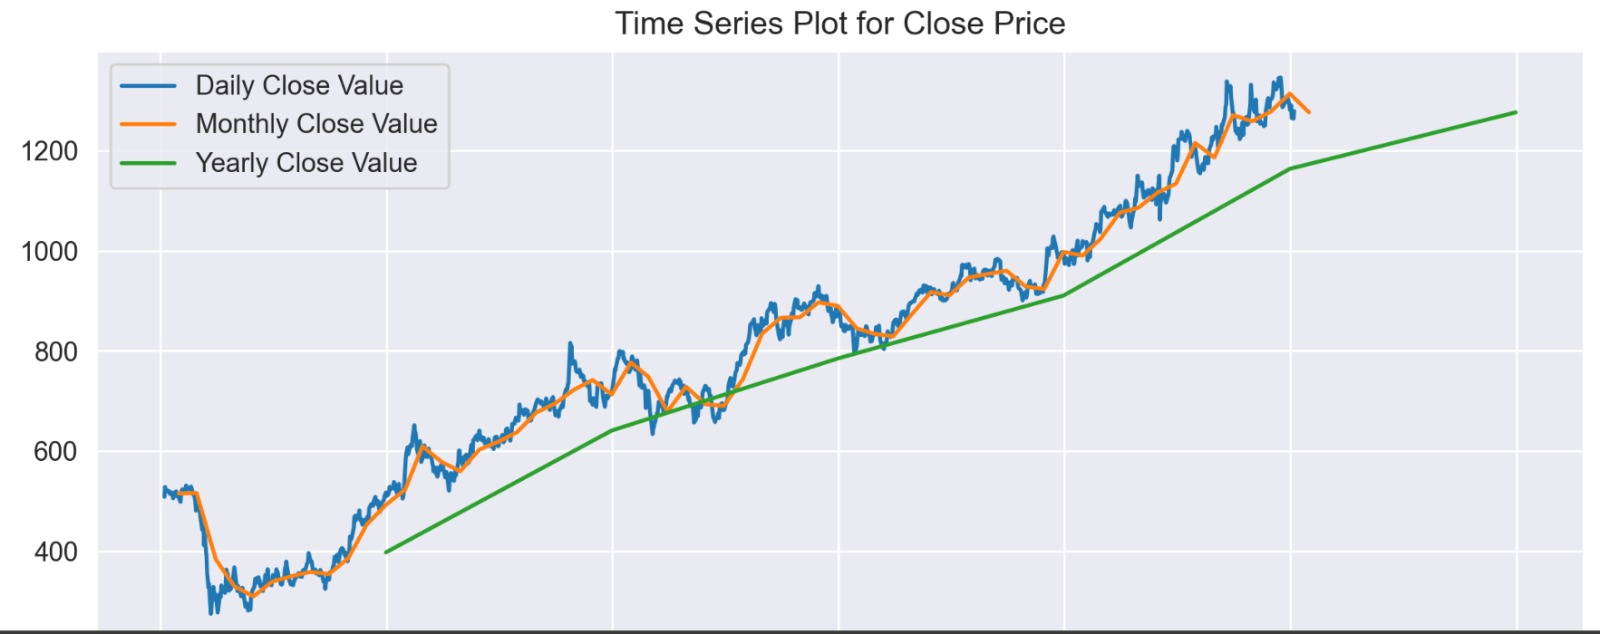 Time Series Plot for Close Price
Daily Close Value
Monthly Close Value
Yearly Close Value
1200
1000
800
600
400